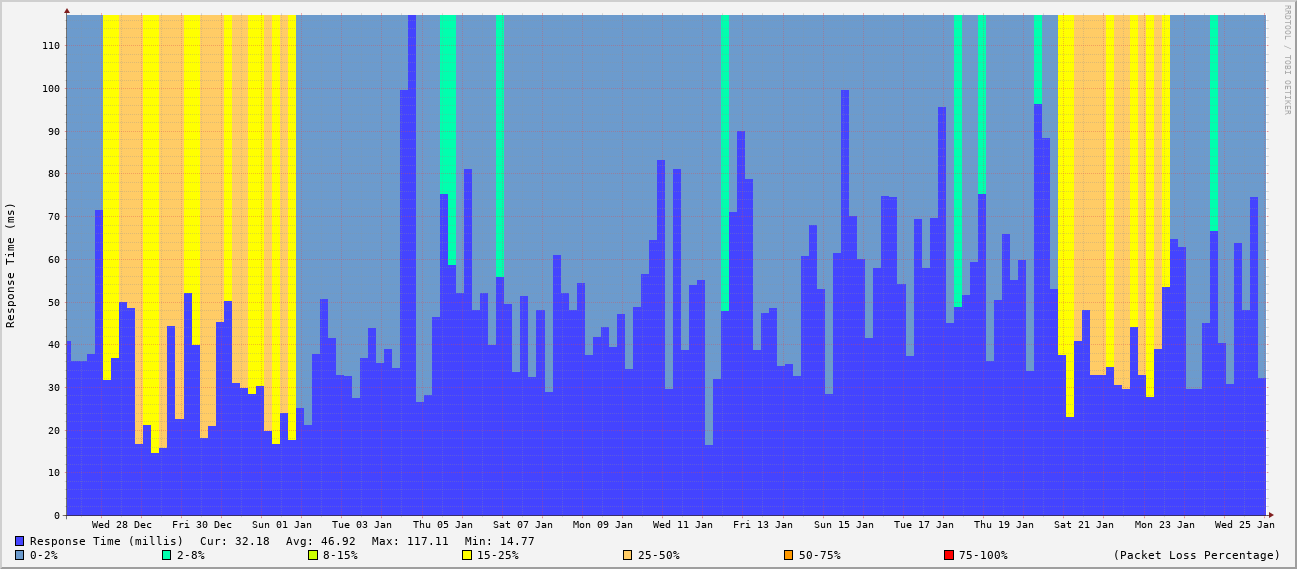 RRDTOOL / TOBI OETIKER
Response Time (ms)
110
100
90
80
70
60
50
40
30
20
10
0
Wed 28 Dec Fri 30 Dec Sun 01 Jan Tue 03 Jan Thu 05 Jan Sat 07 Jan Mon 09 Jan Wed 11 Jan Fri 13 Jan Sun 15 Jan Tue 17 Jan Thu 19 Jan Sat 21 Jan Mon 23 Jan Wed 25 Jan
Response Time (millis) Cur: 32.18 Avg: 46.92 Max: 117.11 Min: 14.77
0-2% 2-8% 8-15% 15-25% 25-50% 50-75% 75-100% (Packet Loss Percentage)